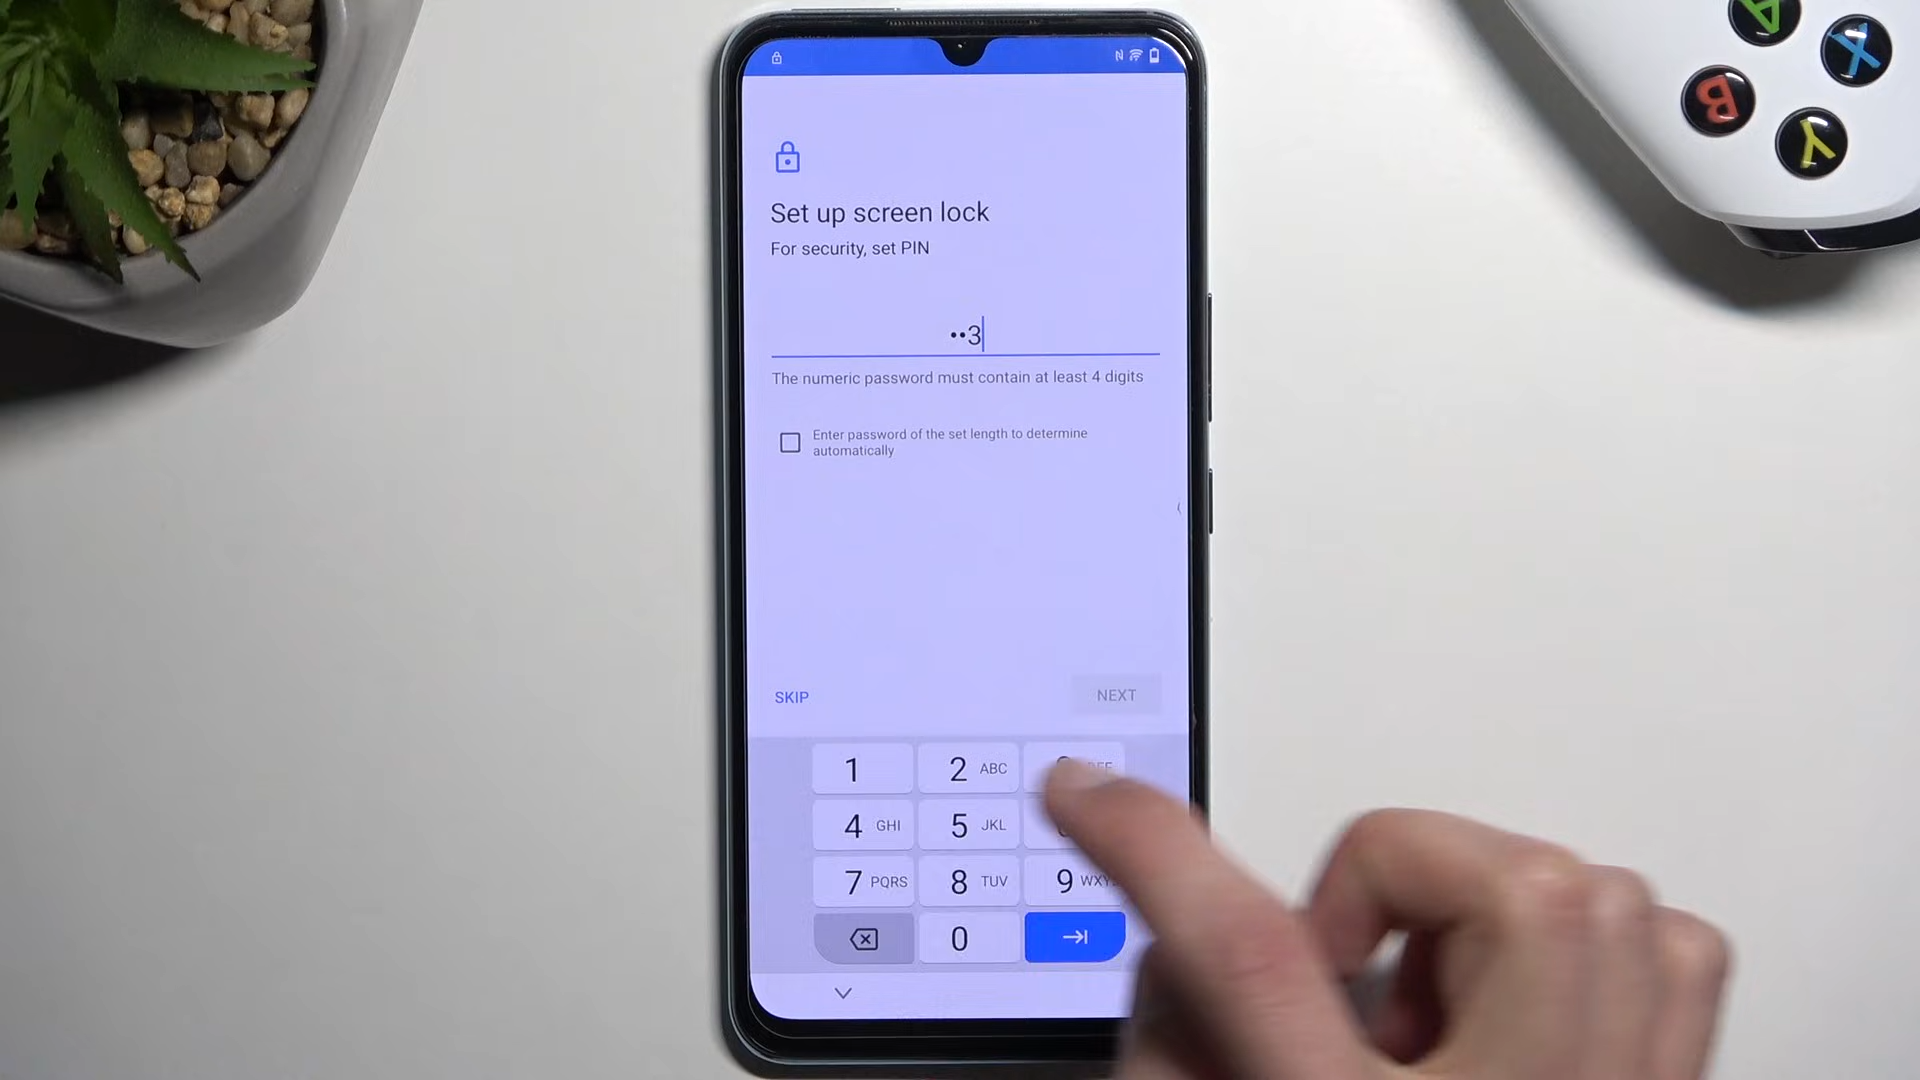 Set up screen lock
For security, set PIN
••3
The numeric password must contain at least 4 digits
Enter password of the set length to determine
automatically
SKIP
NEXT
1
2 ABC
4 GHI
5 JKL
7 PQRS
8 TUV
9 WXY
0
A
X
B
Y